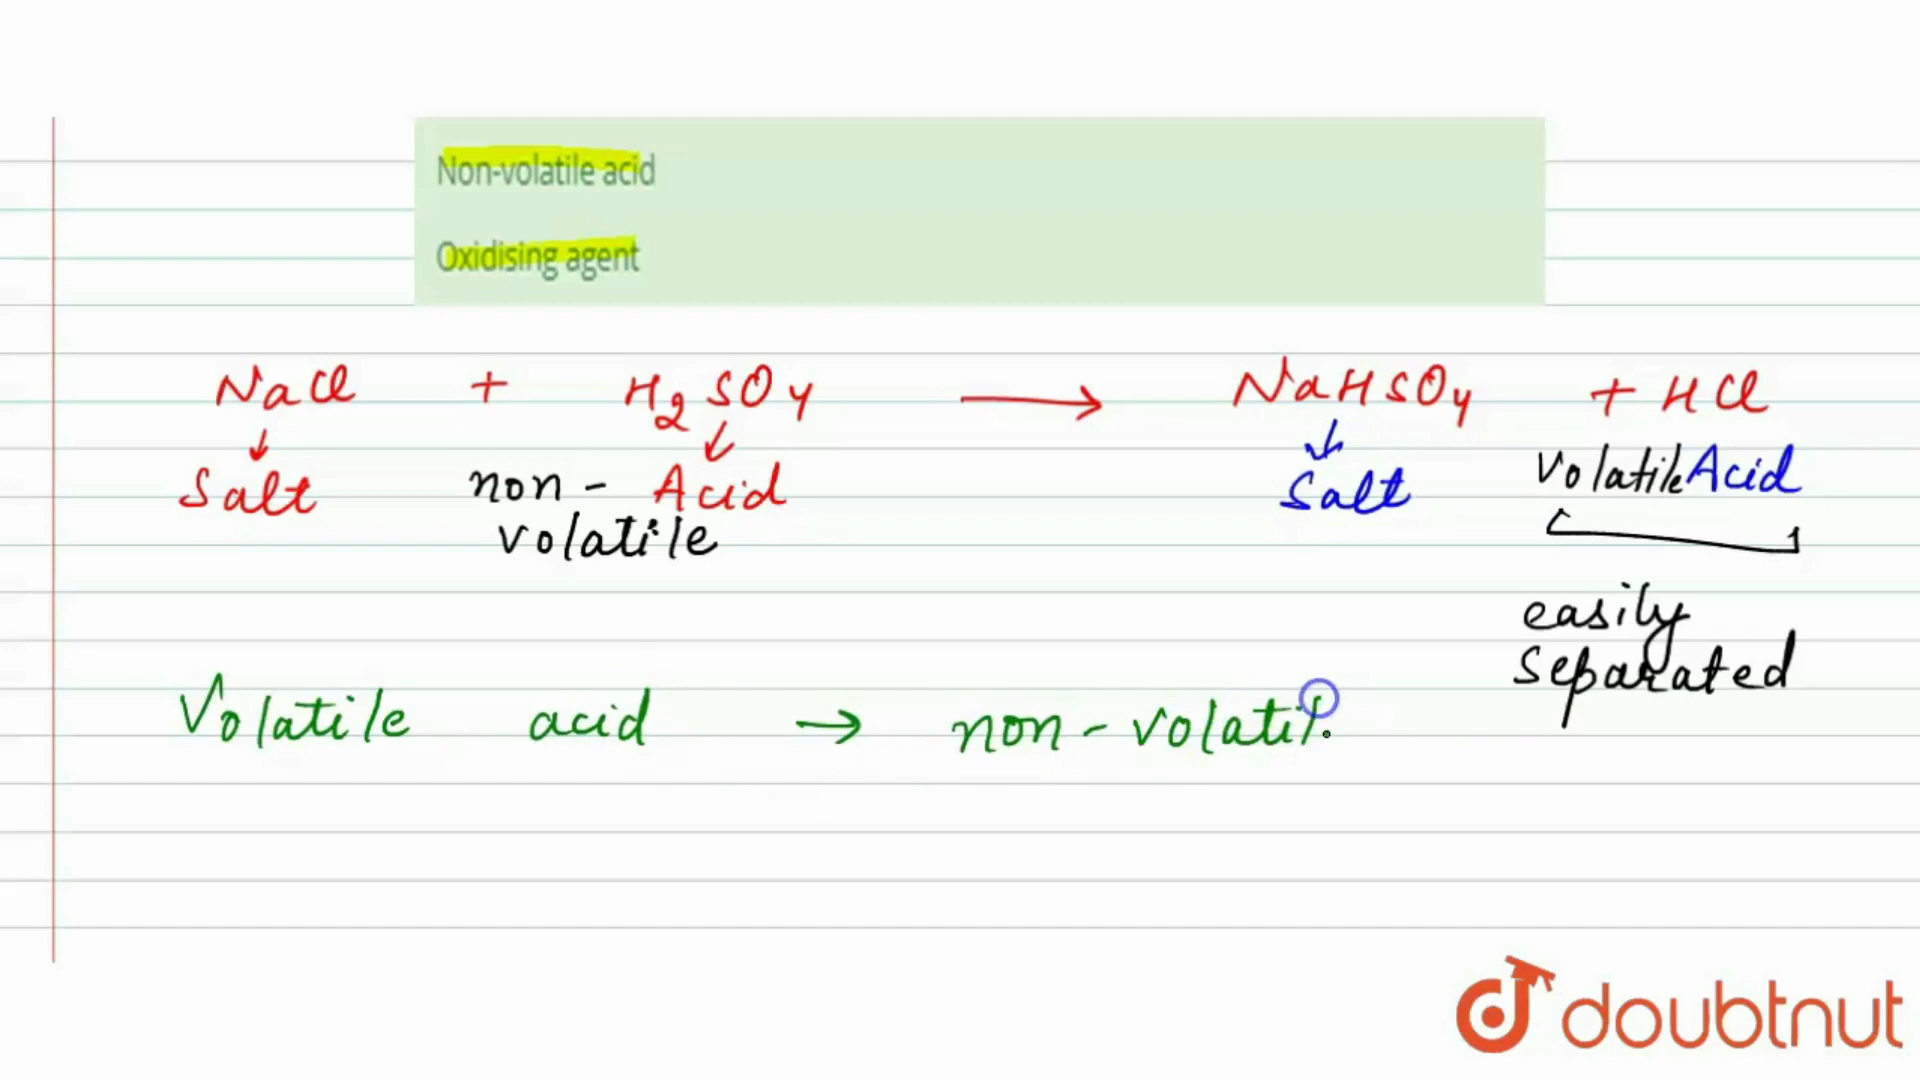 Non-volatile acid
Oxidising agent
NaCl + H2SO4 → NaHSO4 + HCl
↓ ↓ ↓
Salt non- Acid Salt Volatile Acid
volatile
easily
separated
Volatile acid → non-volatil
doubtnut